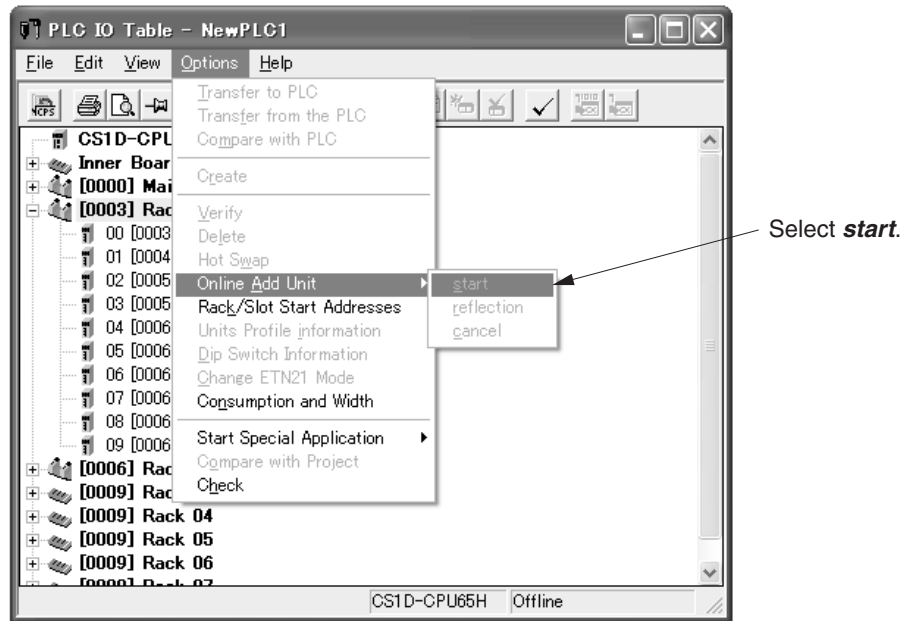 PLC IO Table - NewPLC1
File Edit View Options Help
CS1D-CPU
Inner Boar
[0000] Mai
[0003] Rac
00 [0003
01 [0004
02 [0005
03 [0005
04 [0006
05 [0006
06 [0006
07 [0006
08 [0006
09 [0006
[0006] Rac
[0009] Rac
[0009] Rack 04
[0009] Rack 05
[0009] Rack 06
[0009] Rack 07
Transfer to PLC
Transfer from the PLC
Compare with PLC
Create
Verify
Delete
Hot Swap
Online Add Unit
Rack/Slot Start Addresses
Units Profile information
Dip Switch Information
Change ETN21 Mode
Consumption and Width
Start Special Application
Compare with Project
Check
start
reflection
cancel
Select start.
CS1D-CPU65H Offline